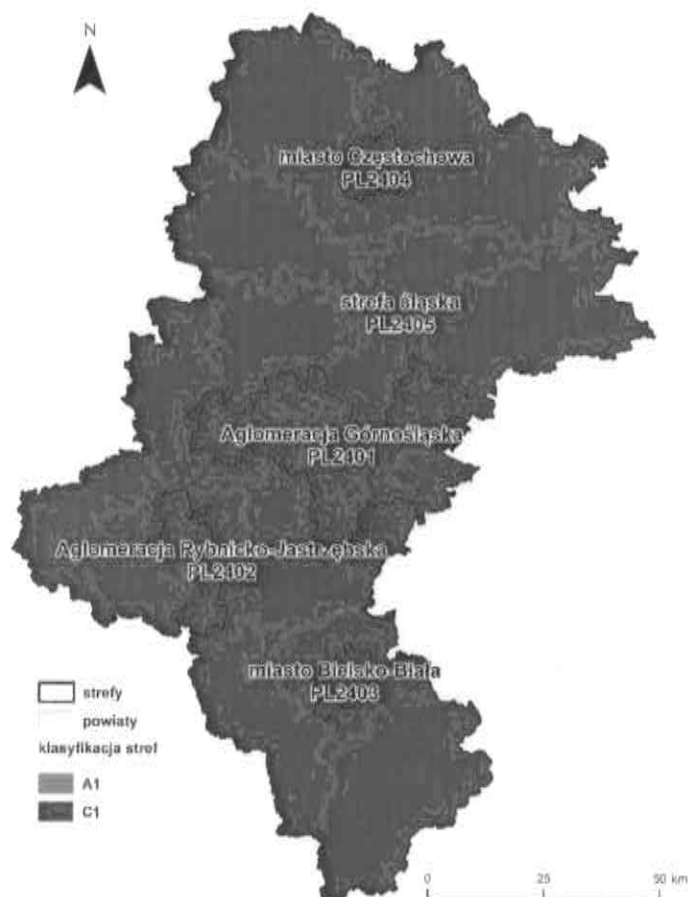 N
miasto Częstochowa
PL2404
strefa śląska
PL2405
Aglomeracja Górnośląska
PL2401
Aglomeracja Rybnicko-Jastrzębska
PL2402
miasto Bielsko-Biała
PL2403
strefy
powiaty
klasyfikacja stref
A1
C1
0 25 50 km